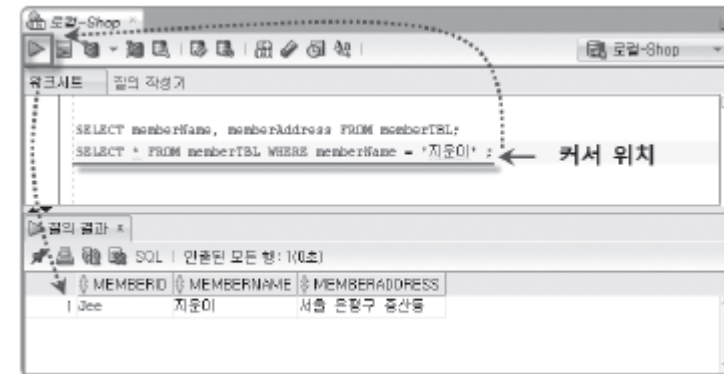 로컬-Shop
로컬-Shop
워크시트 질의 작성기
SELECT memberName, memberAddress FROM memberTBL;
SELECT * FROM memberTBL WHERE memberName = '지운이' ;
커서 위치
질의 결과 x
SQL | 인출된 모든 행: 1(0초)
MEMBERID MEMBERNAME MEMBERADDRESS
1 Jee 지운이 서울 은평구 증산동